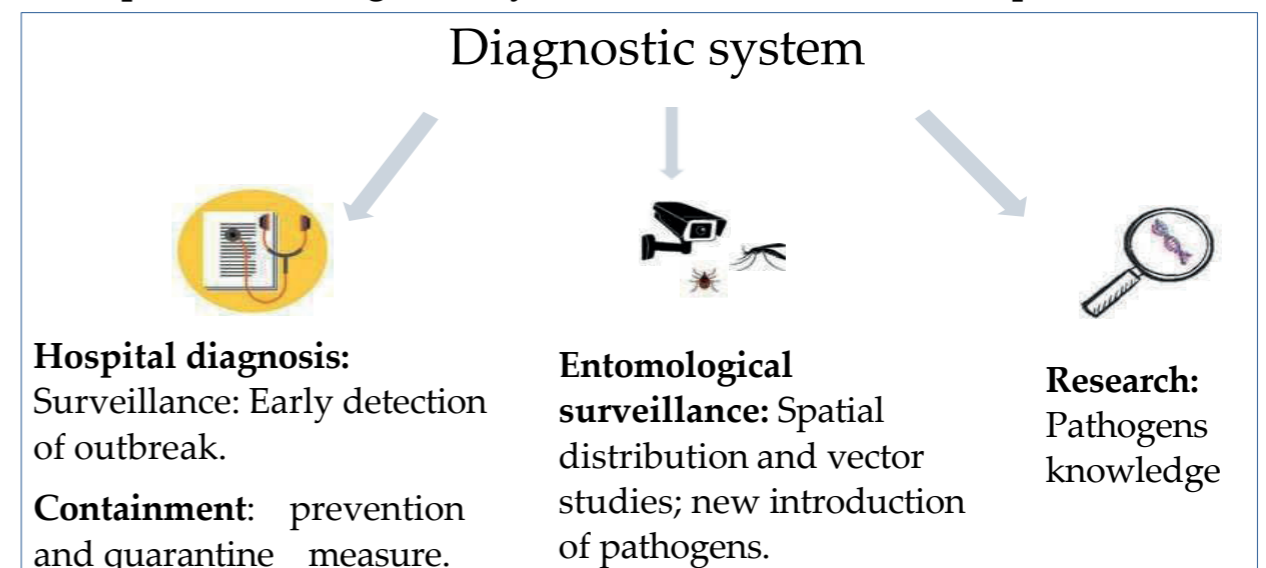 Diagnostic system
Hospital diagnosis:
Surveillance: Early detection
of outbreak.
Containment: prevention
and quarantine measure.
Entomological
surveillance: Spatial
distribution and vector
studies; new introduction
of pathogens.
Research:
Pathogens
knowledge